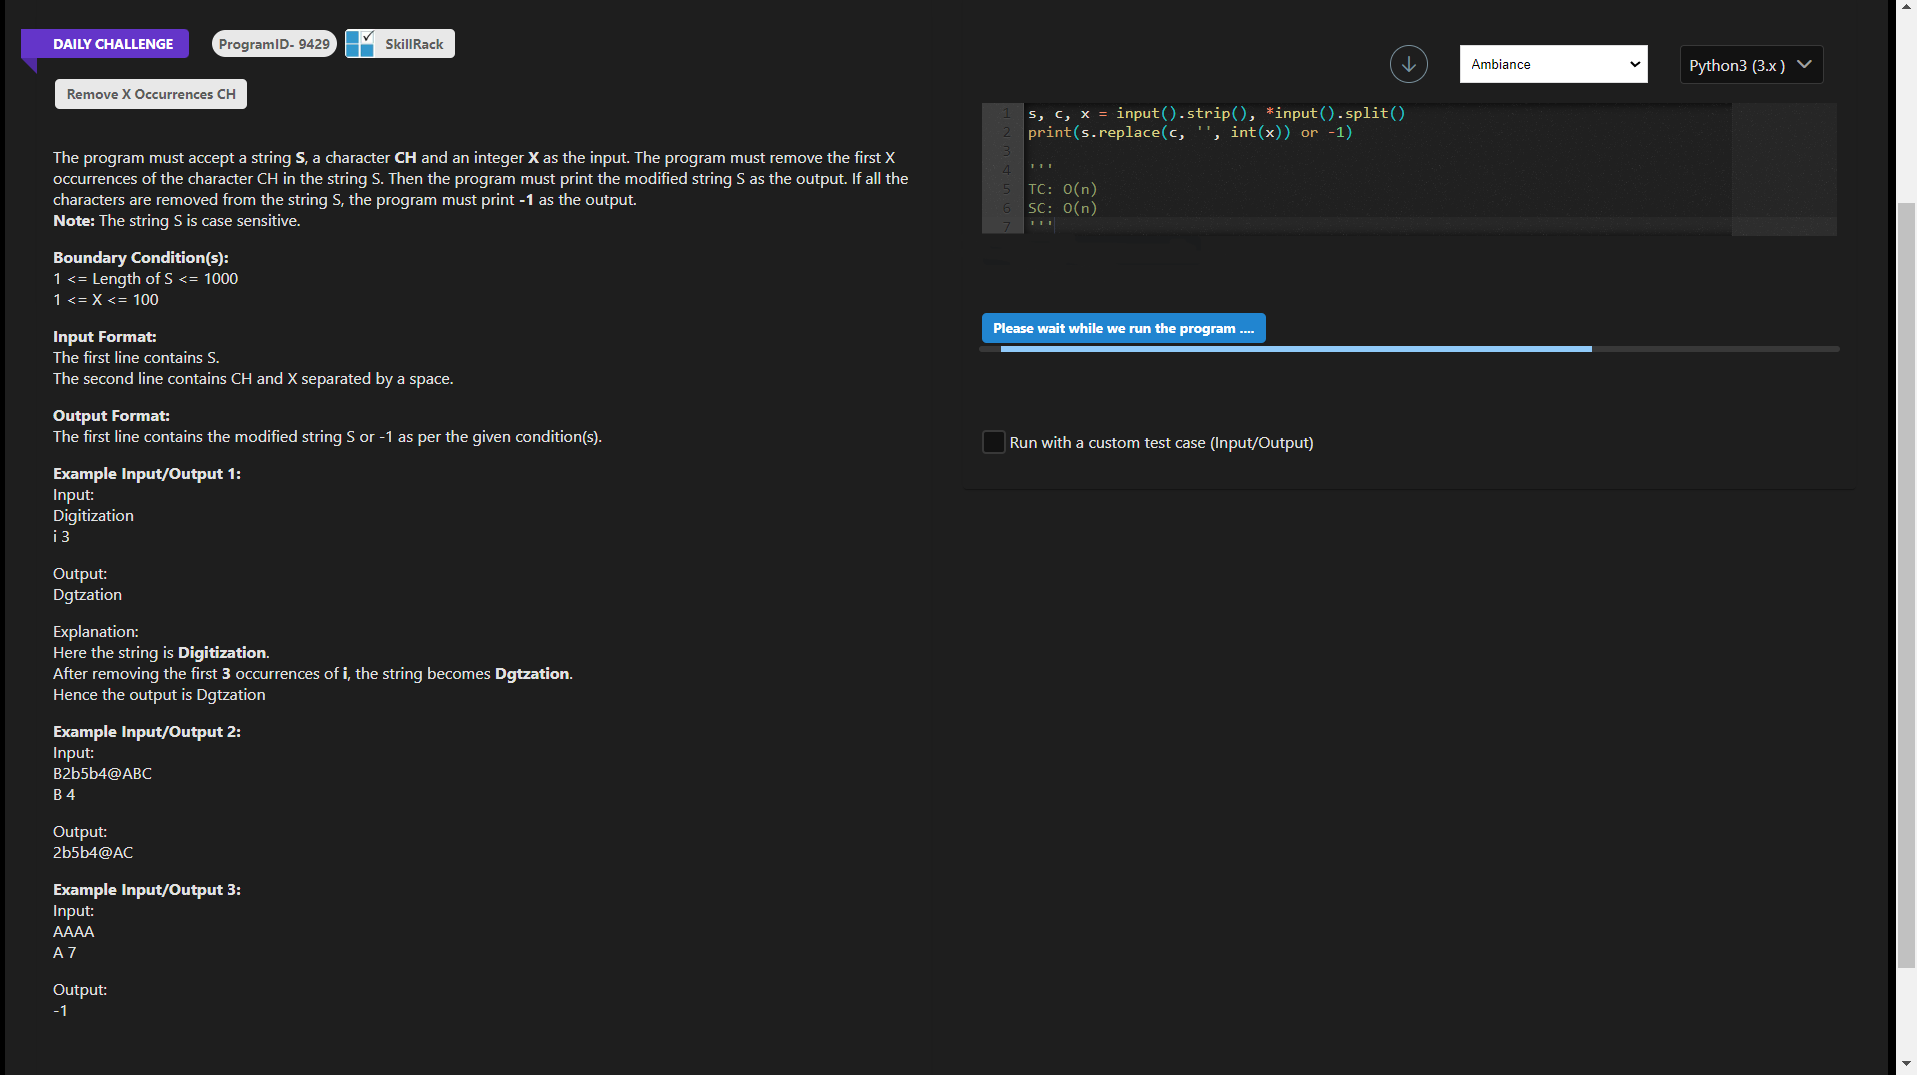 DAILY CHALLENGE
ProgramID- 9429
SkillRack
Remove X Occurrences CH
The program must accept a string S, a character CH and an integer X as the input. The program must remove the first X
occurrences of the character CH in the string S. Then the program must print the modified string S as the output. If all the
characters are removed from the string S, the program must print -1 as the output.
Note: The string S is case sensitive.
Boundary Condition(s):
1 <= Length of S <= 1000
1 <= X <= 100
Input Format:
The first line contains S.
The second line contains CH and X separated by a space.
Output Format:
The first line contains the modified string S or -1 as per the given condition(s).
Example Input/Output 1:
Input:
Digitization
i 3
Output:
Dgtzation
Explanation:
Here the string is Digitization.
After removing the first 3 occurrences of i, the string becomes Dgtzation.
Hence the output is Dgtzation
Example Input/Output 2:
Input:
B2b5b4@ABC
B 4
Output:
2b5b4@AC
Example Input/Output 3:
Input:
AAAA
A 7
Output:
-1
Ambiance
Python3 (3.x )
1 s, c, x = input().strip(), *input().split()
2 print(s.replace(c, '', int(x)) or -1)
3
4 '''
5 TC: O(n)
6 SC: O(n)
7 '''
Please wait while we run the program ....
Run with a custom test case (Input/Output)